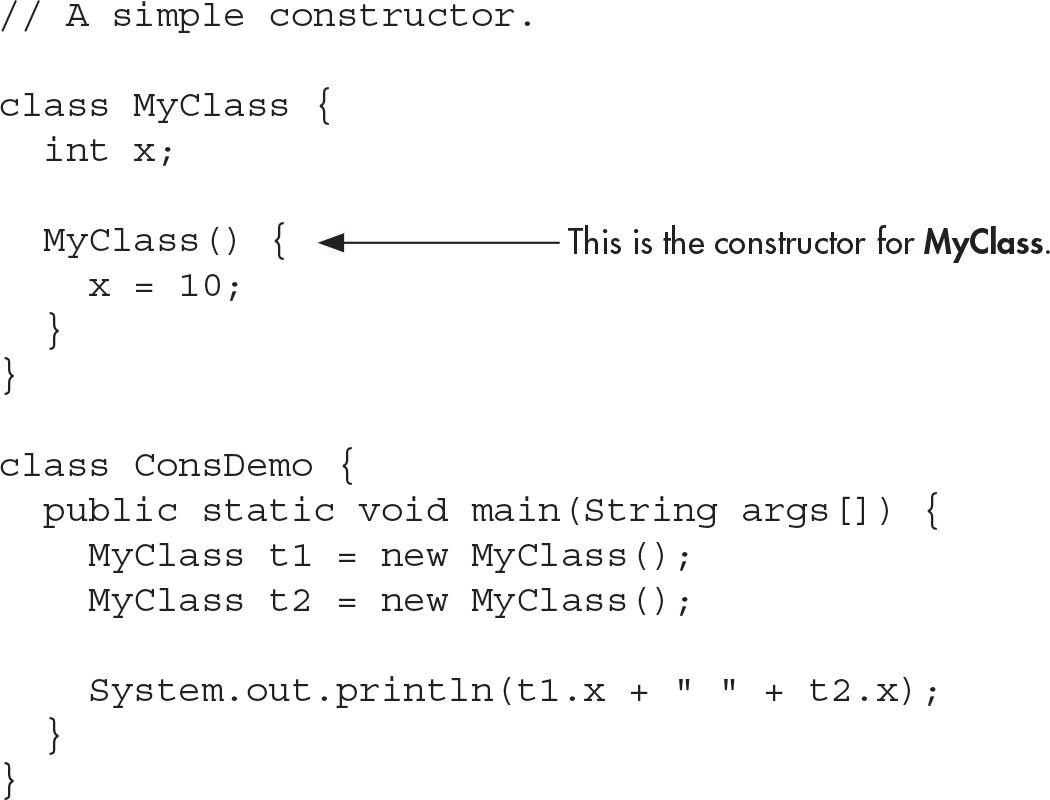 // A simple constructor.
class MyClass {
int x;
MyClass() {
This is the constructor for MyClass.
x = 10;
}
}
class ConsDemo {
public static void main(String args[]) {
MyClass t1 = new MyClass();
MyClass t2 = new MyClass();
System.out.println(t1.x + " " + t2.x);
}
}